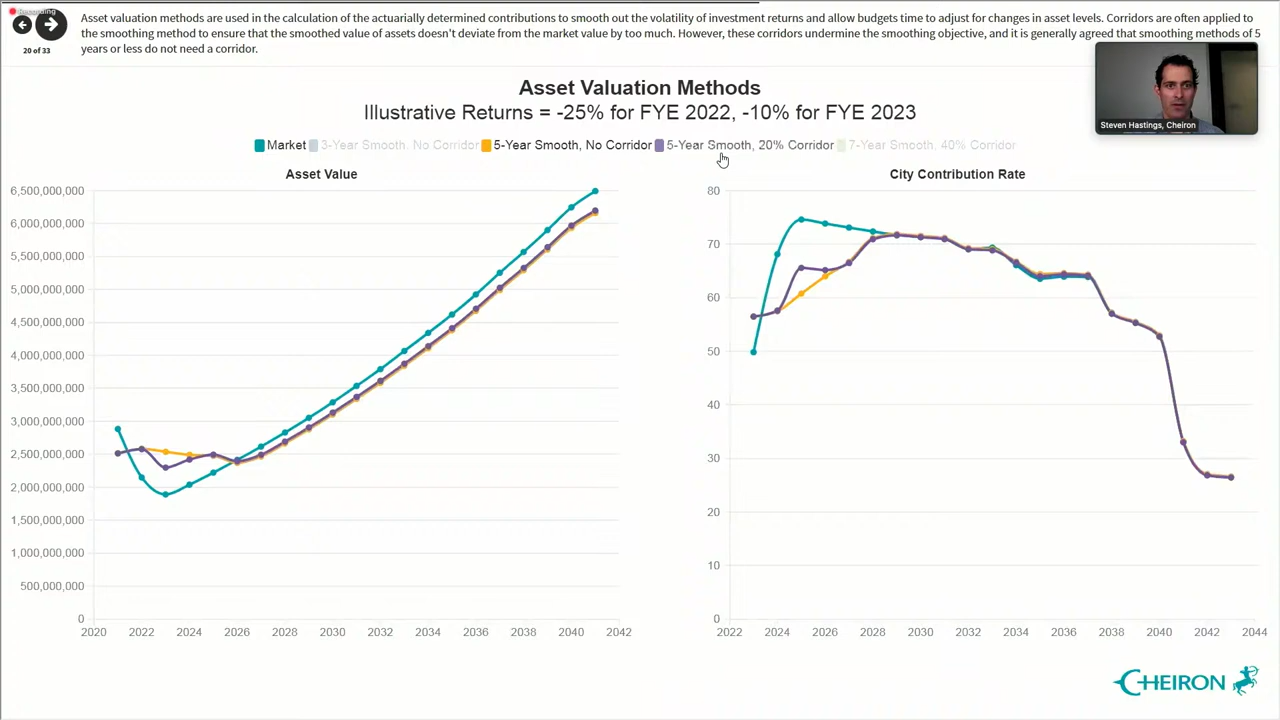 Recording
20 of 33
Asset valuation methods are used in the calculation of the actuarially determined contributions to smooth out the volatility of investment returns and allow budgets time to adjust for changes in asset levels. Corridors are often applied to
the smoothing method to ensure that the smoothed value of assets doesn't deviate from the market value by too much. However, these corridors undermine the smoothing objective, and it is generally agreed that smoothing methods of 5
years or less do not need a corridor.
Steven Hastings, Cheiron
Asset Valuation Methods
Illustrative Returns = -25% for FYE 2022, -10% for FYE 2023
Market 3-Year Smooth, No Corridor 5-Year Smooth, No Corridor 5-Year Smooth, 20% Corridor 7-Year Smooth, 40% Corridor
Asset Value
6,500,000,000
6,000,000,000
5,500,000,000
5,000,000,000
4,500,000,000
4,000,000,000
3,500,000,000
3,000,000,000
2,500,000,000
2,000,000,000
1,500,000,000
1,000,000,000
500,000,000
0
2020 2022 2024 2026 2028 2030 2032 2034 2036 2038 2040 2042
City Contribution Rate
80
70
60
50
40
30
20
10
0
2022 2024 2026 2028 2030 2032 2034 2036 2038 2040 2042 2044
CHEIRON